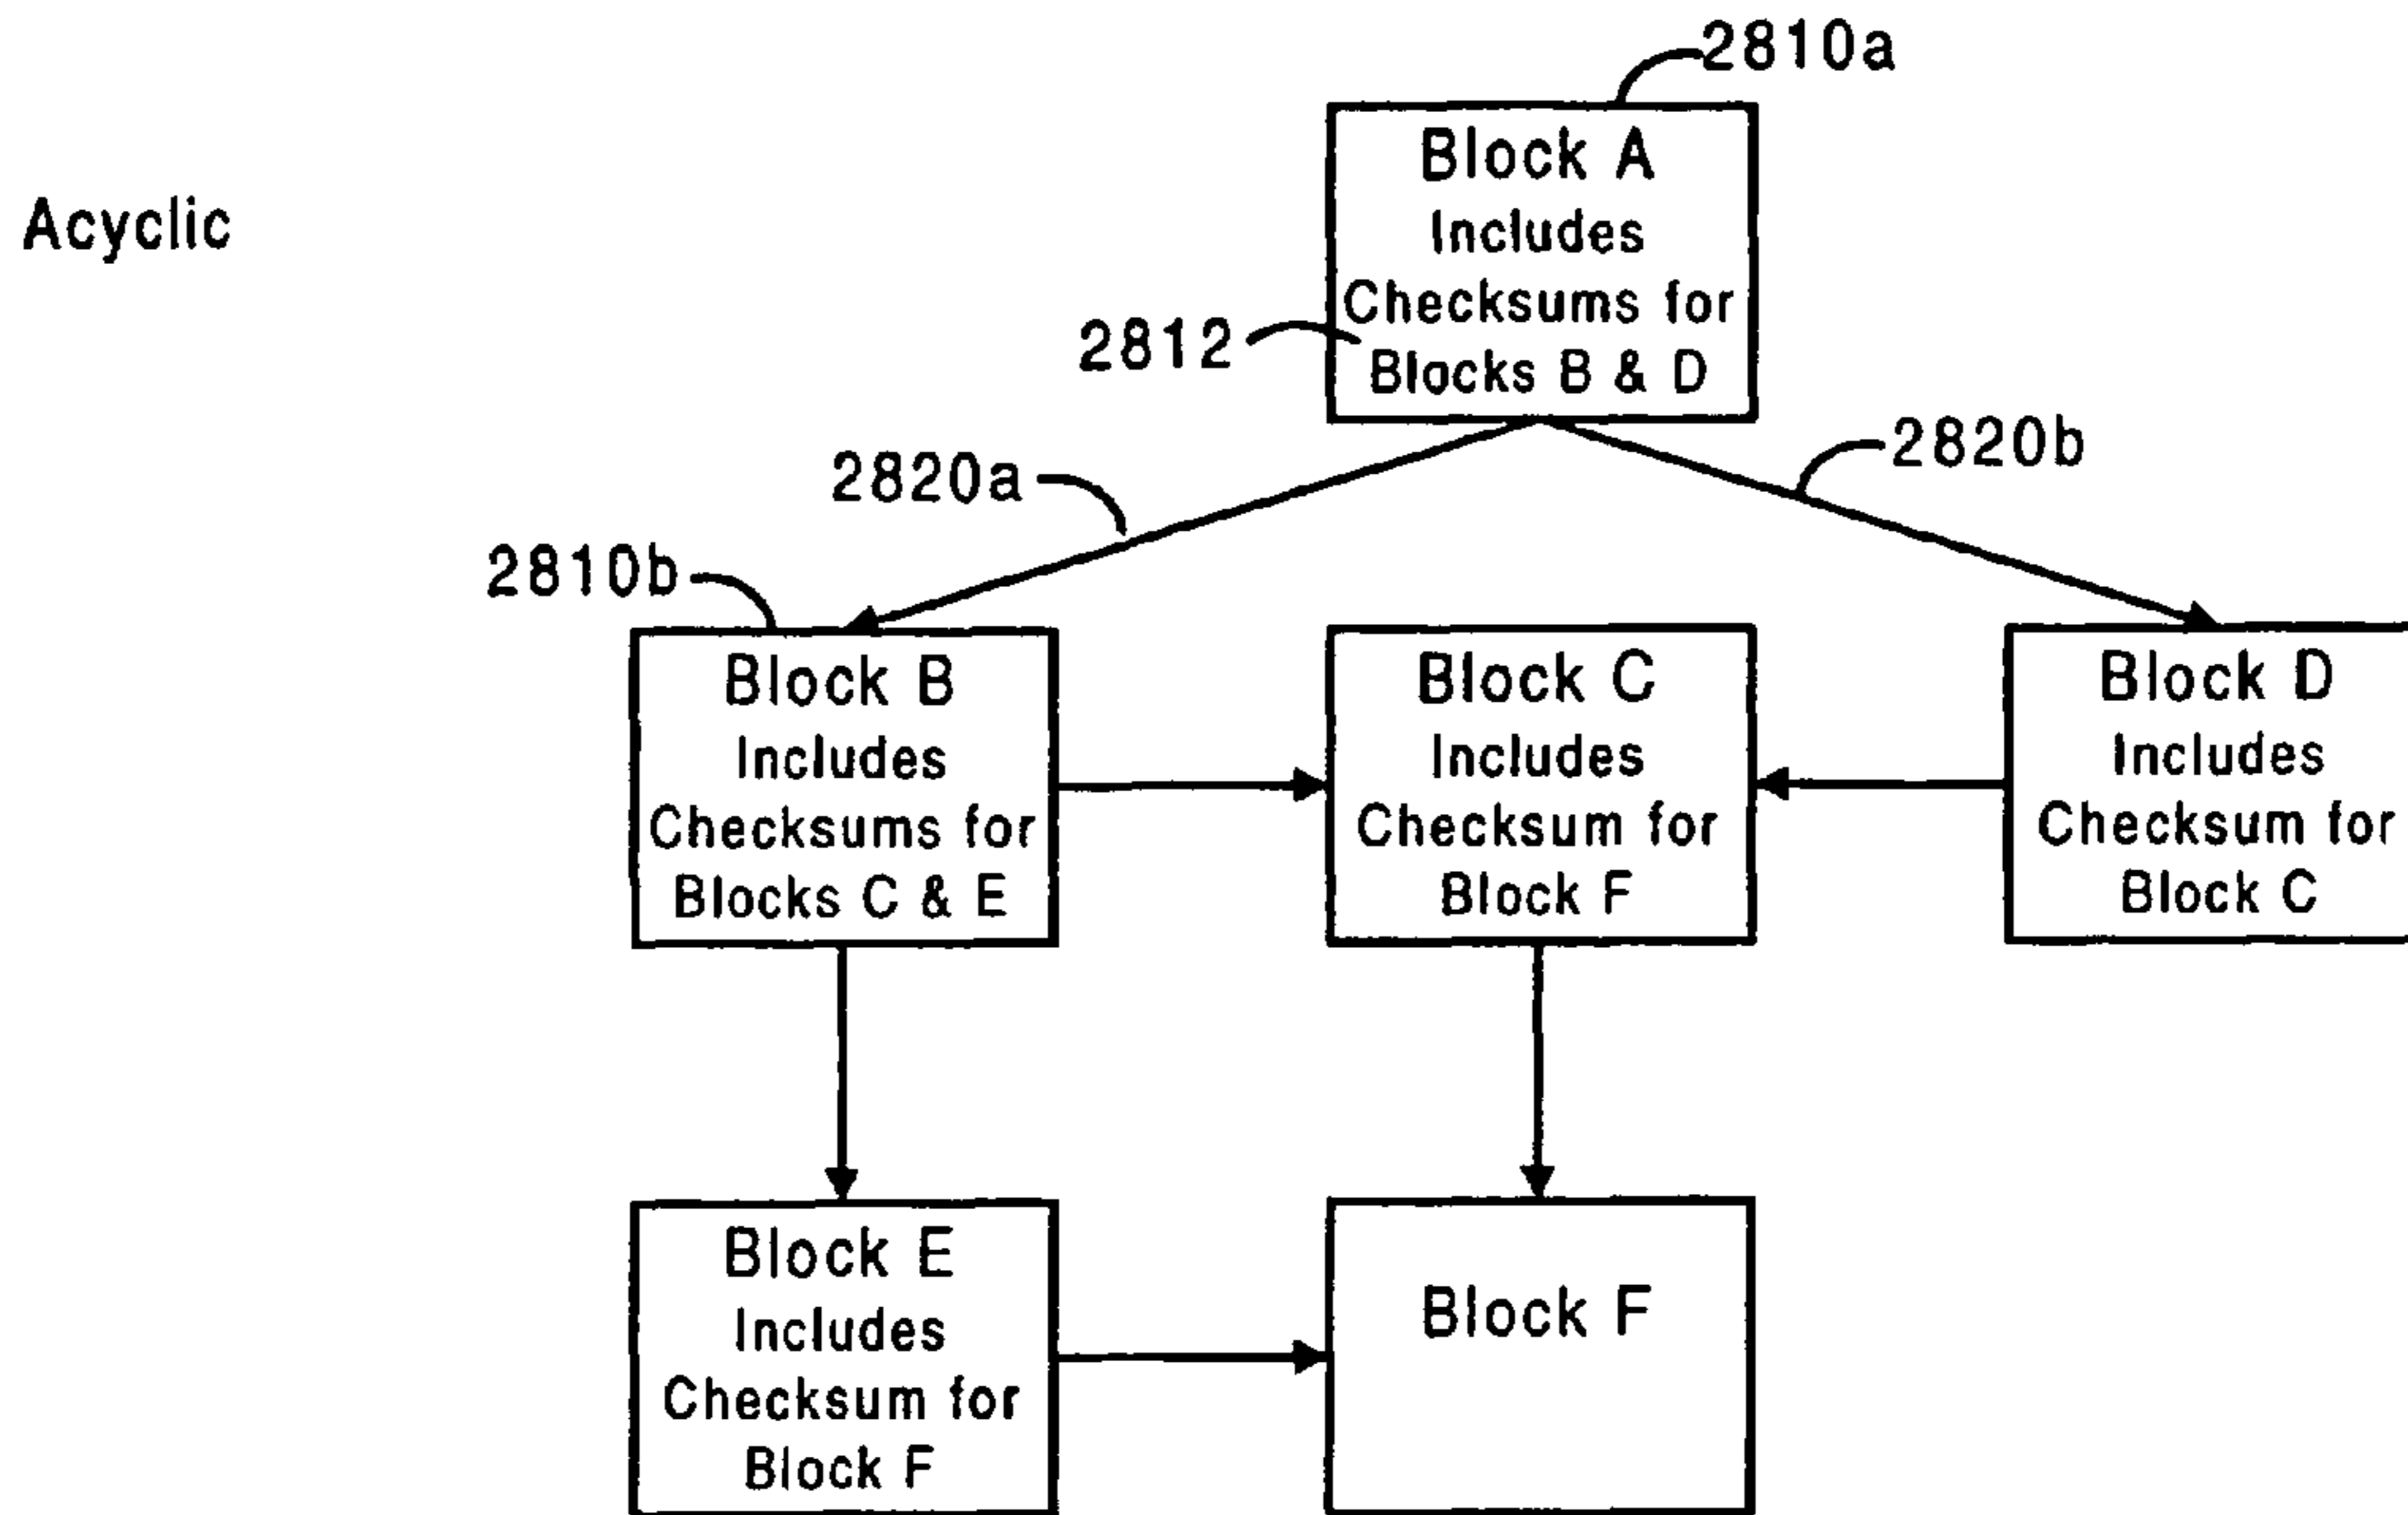 2810a
Block A
Includes
Checksums for
Blocks B & D
Acyclic
2812
2820b
2820a
2810b
Block B
Includes
Checksums for
Blocks C & E
Block C
Includes
Checksum for
Block F
Block D
Includes
Checksum for
Block C
Block E
Includes
Checksum for
Block F
Block F